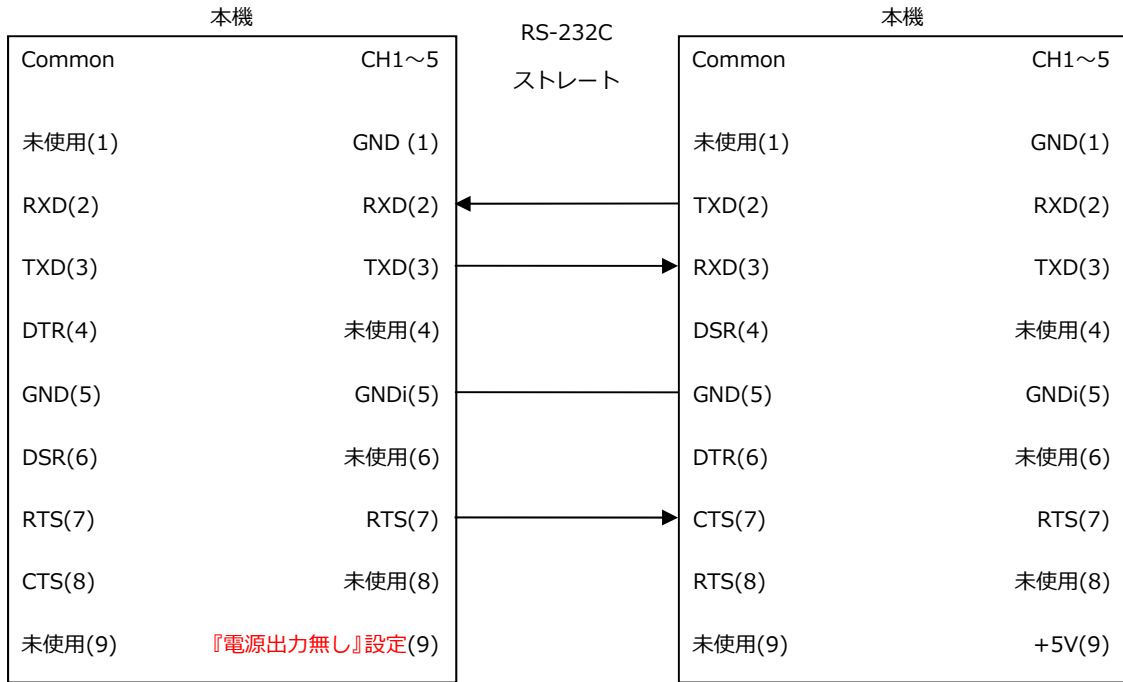 本機 RS-232C 本機
Common CH1～5 ストレート Common CH1～5
未使用(1) GND (1) 未使用(1) GND(1)
RXD(2) RXD(2) TXD(2) RXD(2)
TXD(3) TXD(3) RXD(3) TXD(3)
DTR(4) 未使用(4) DSR(4) 未使用(4)
GND(5) GNDi(5) GND(5) GNDi(5)
DSR(6) 未使用(6) DTR(6) 未使用(6)
RTS(7) RTS(7) CTS(7) RTS(7)
CTS(8) 未使用(8) RTS(8) 未使用(8)
未使用(9) 『電源出力無し』設定(9) 未使用(9) +5V(9)